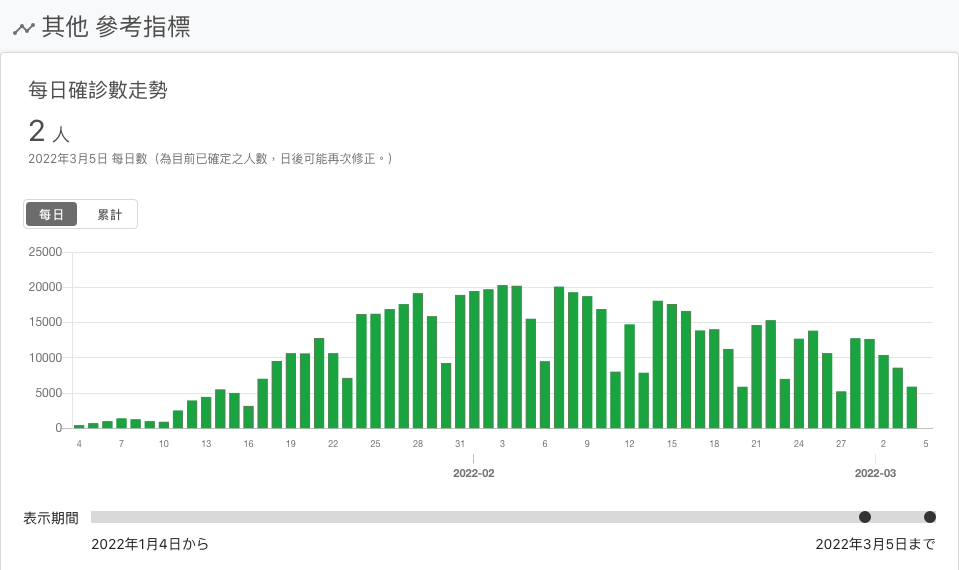 其他 參考指標
每日確診數走勢
2 人
2022年3月5日 每日數（為目前已確定之人數，日後可能再次修正。）
每日 累計
25000
20000
15000
10000
5000
0
4 7 10 13 16 19 22 25 28 31 3 6 9 12 15 18 21 24 27 2 5
2022-02 2022-03
表示期間
2022年1月4日から 2022年3月5日まで